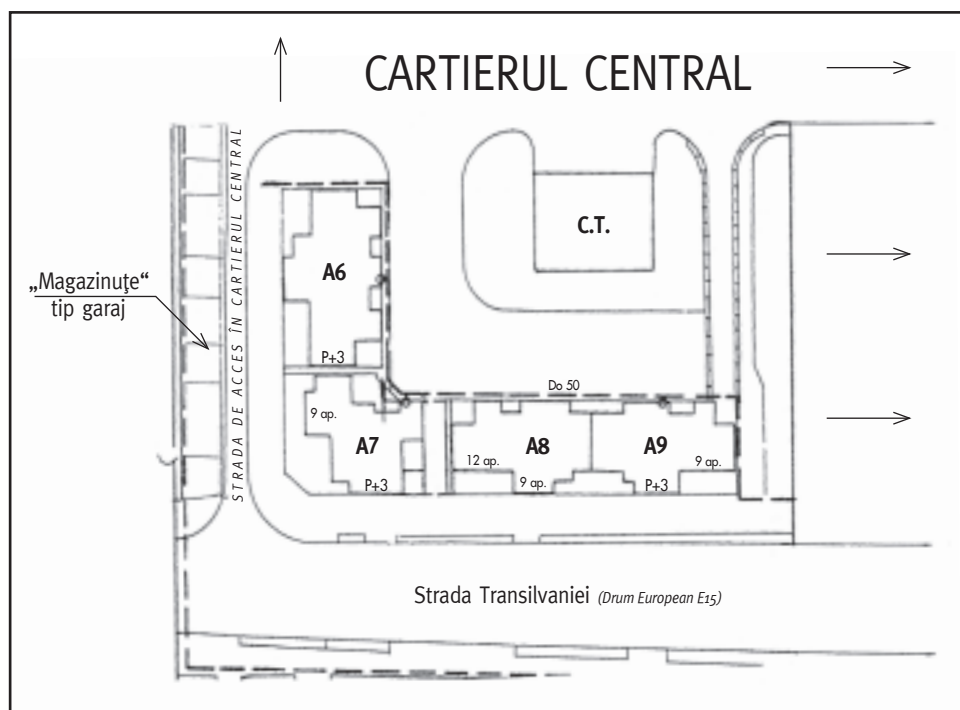 CARTIERUL CENTRAL
STRADA DE ACCES ÎN CARTIERUL CENTRAL
„Magazinuţe“
tip garaj
C.T.
A6
P+3
Do 50
9 ap.
A7
P+3
A8
12 ap.
9 ap.
A9
9 ap.
P+3
Strada Transilvaniei (Drum European E15)